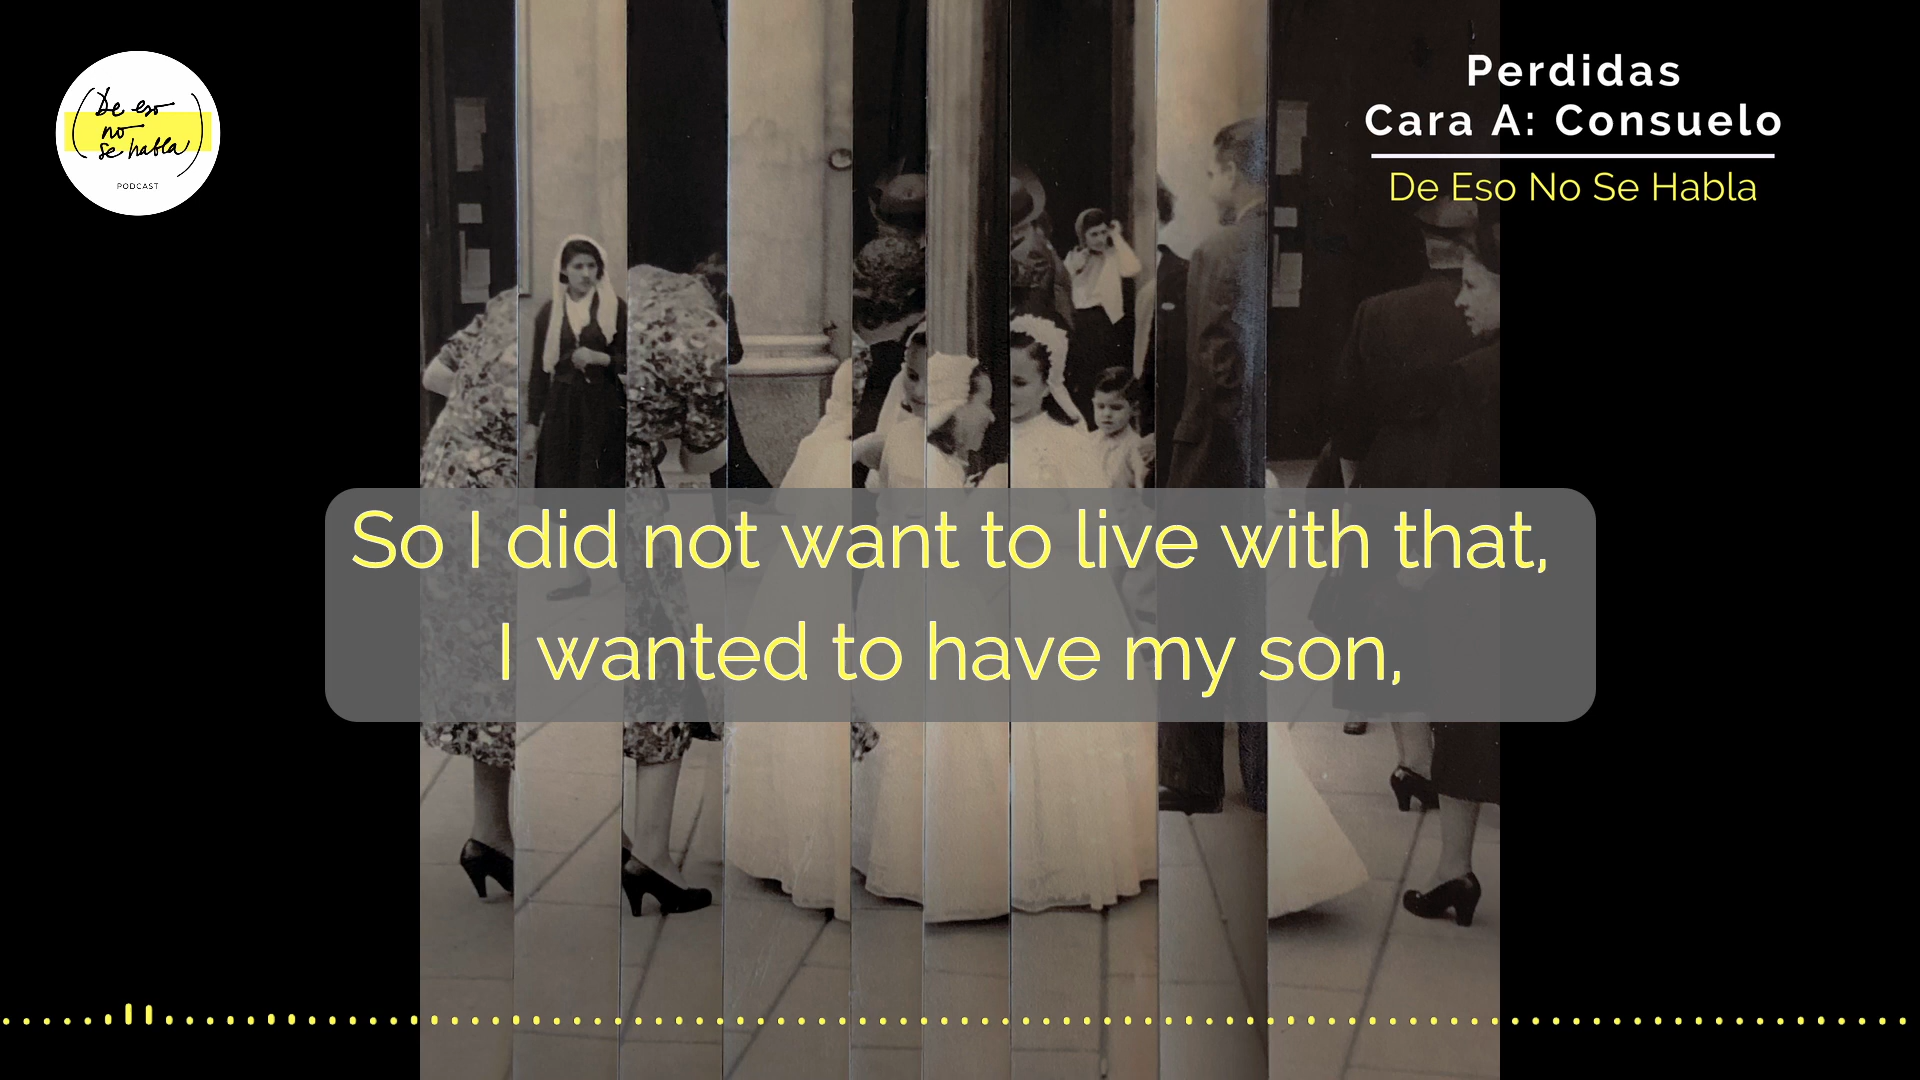 De eso
no
se habla
PODCAST
Perdidas
Cara A: Consuelo
De Eso No Se Habla
So I did not want to live with that,
I wanted to have my son,